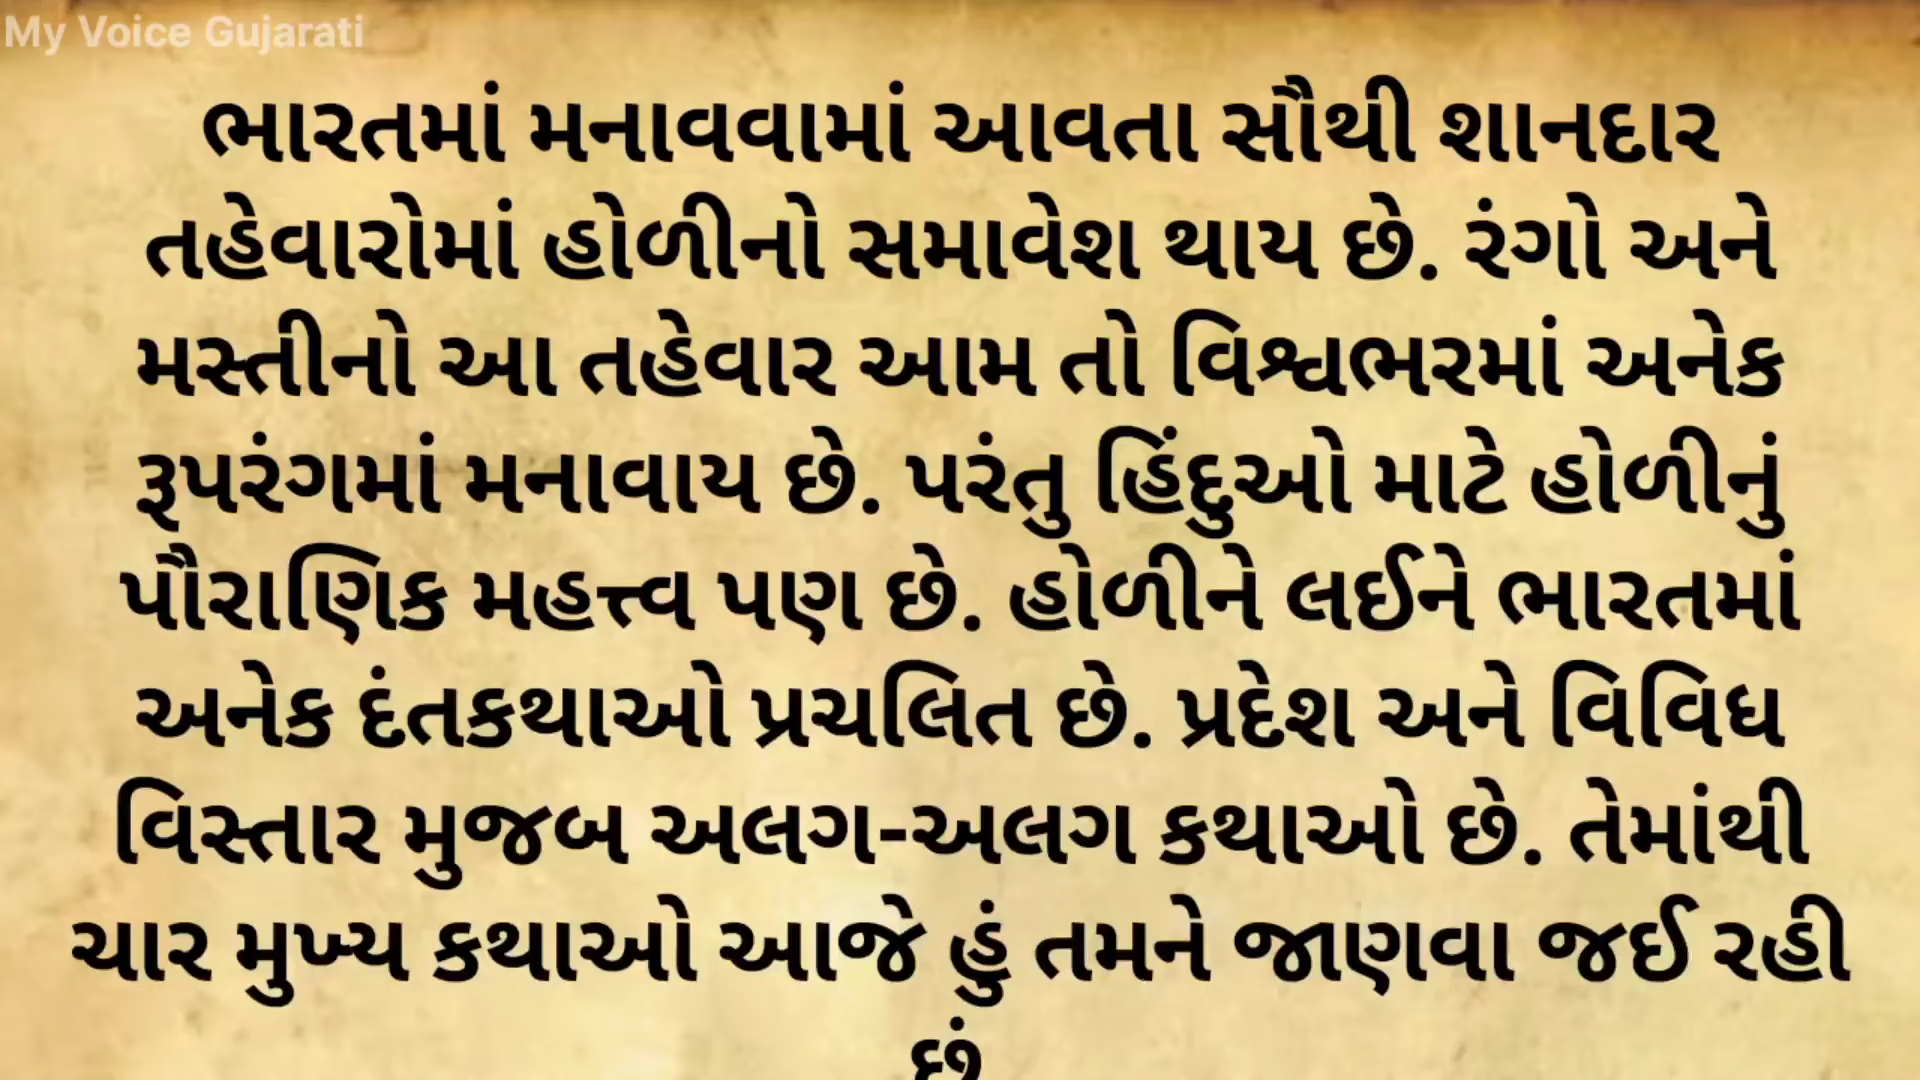 My Voice Gujarati
ભારતમાં મનાવવામાં આવતા સૌથી શાનદાર
તહેવારોમાં હોળીનો સમાવેશ થાય છે. રંગો અને
મસ્તીનો આ તહેવાર આમ તો વિશ્વભરમાં અનેક
રૂપરંગમાં મનાવાય છે. પરંતુ હિંદુઓ માટે હોળીનું
પૌરાણિક મહત્ત્વ પણ છે. હોળીને લઈને ભારતમાં
અનેક દંતકથાઓ પ્રચલિત છે. પ્રદેશ અને વિવિધ
વિસ્તાર મુજબ અલગ-અલગ કથાઓ છે. તેમાંથી
ચાર મુખ્ય કથાઓ આજે હું તમને જાણવા જઈ રહી
છું